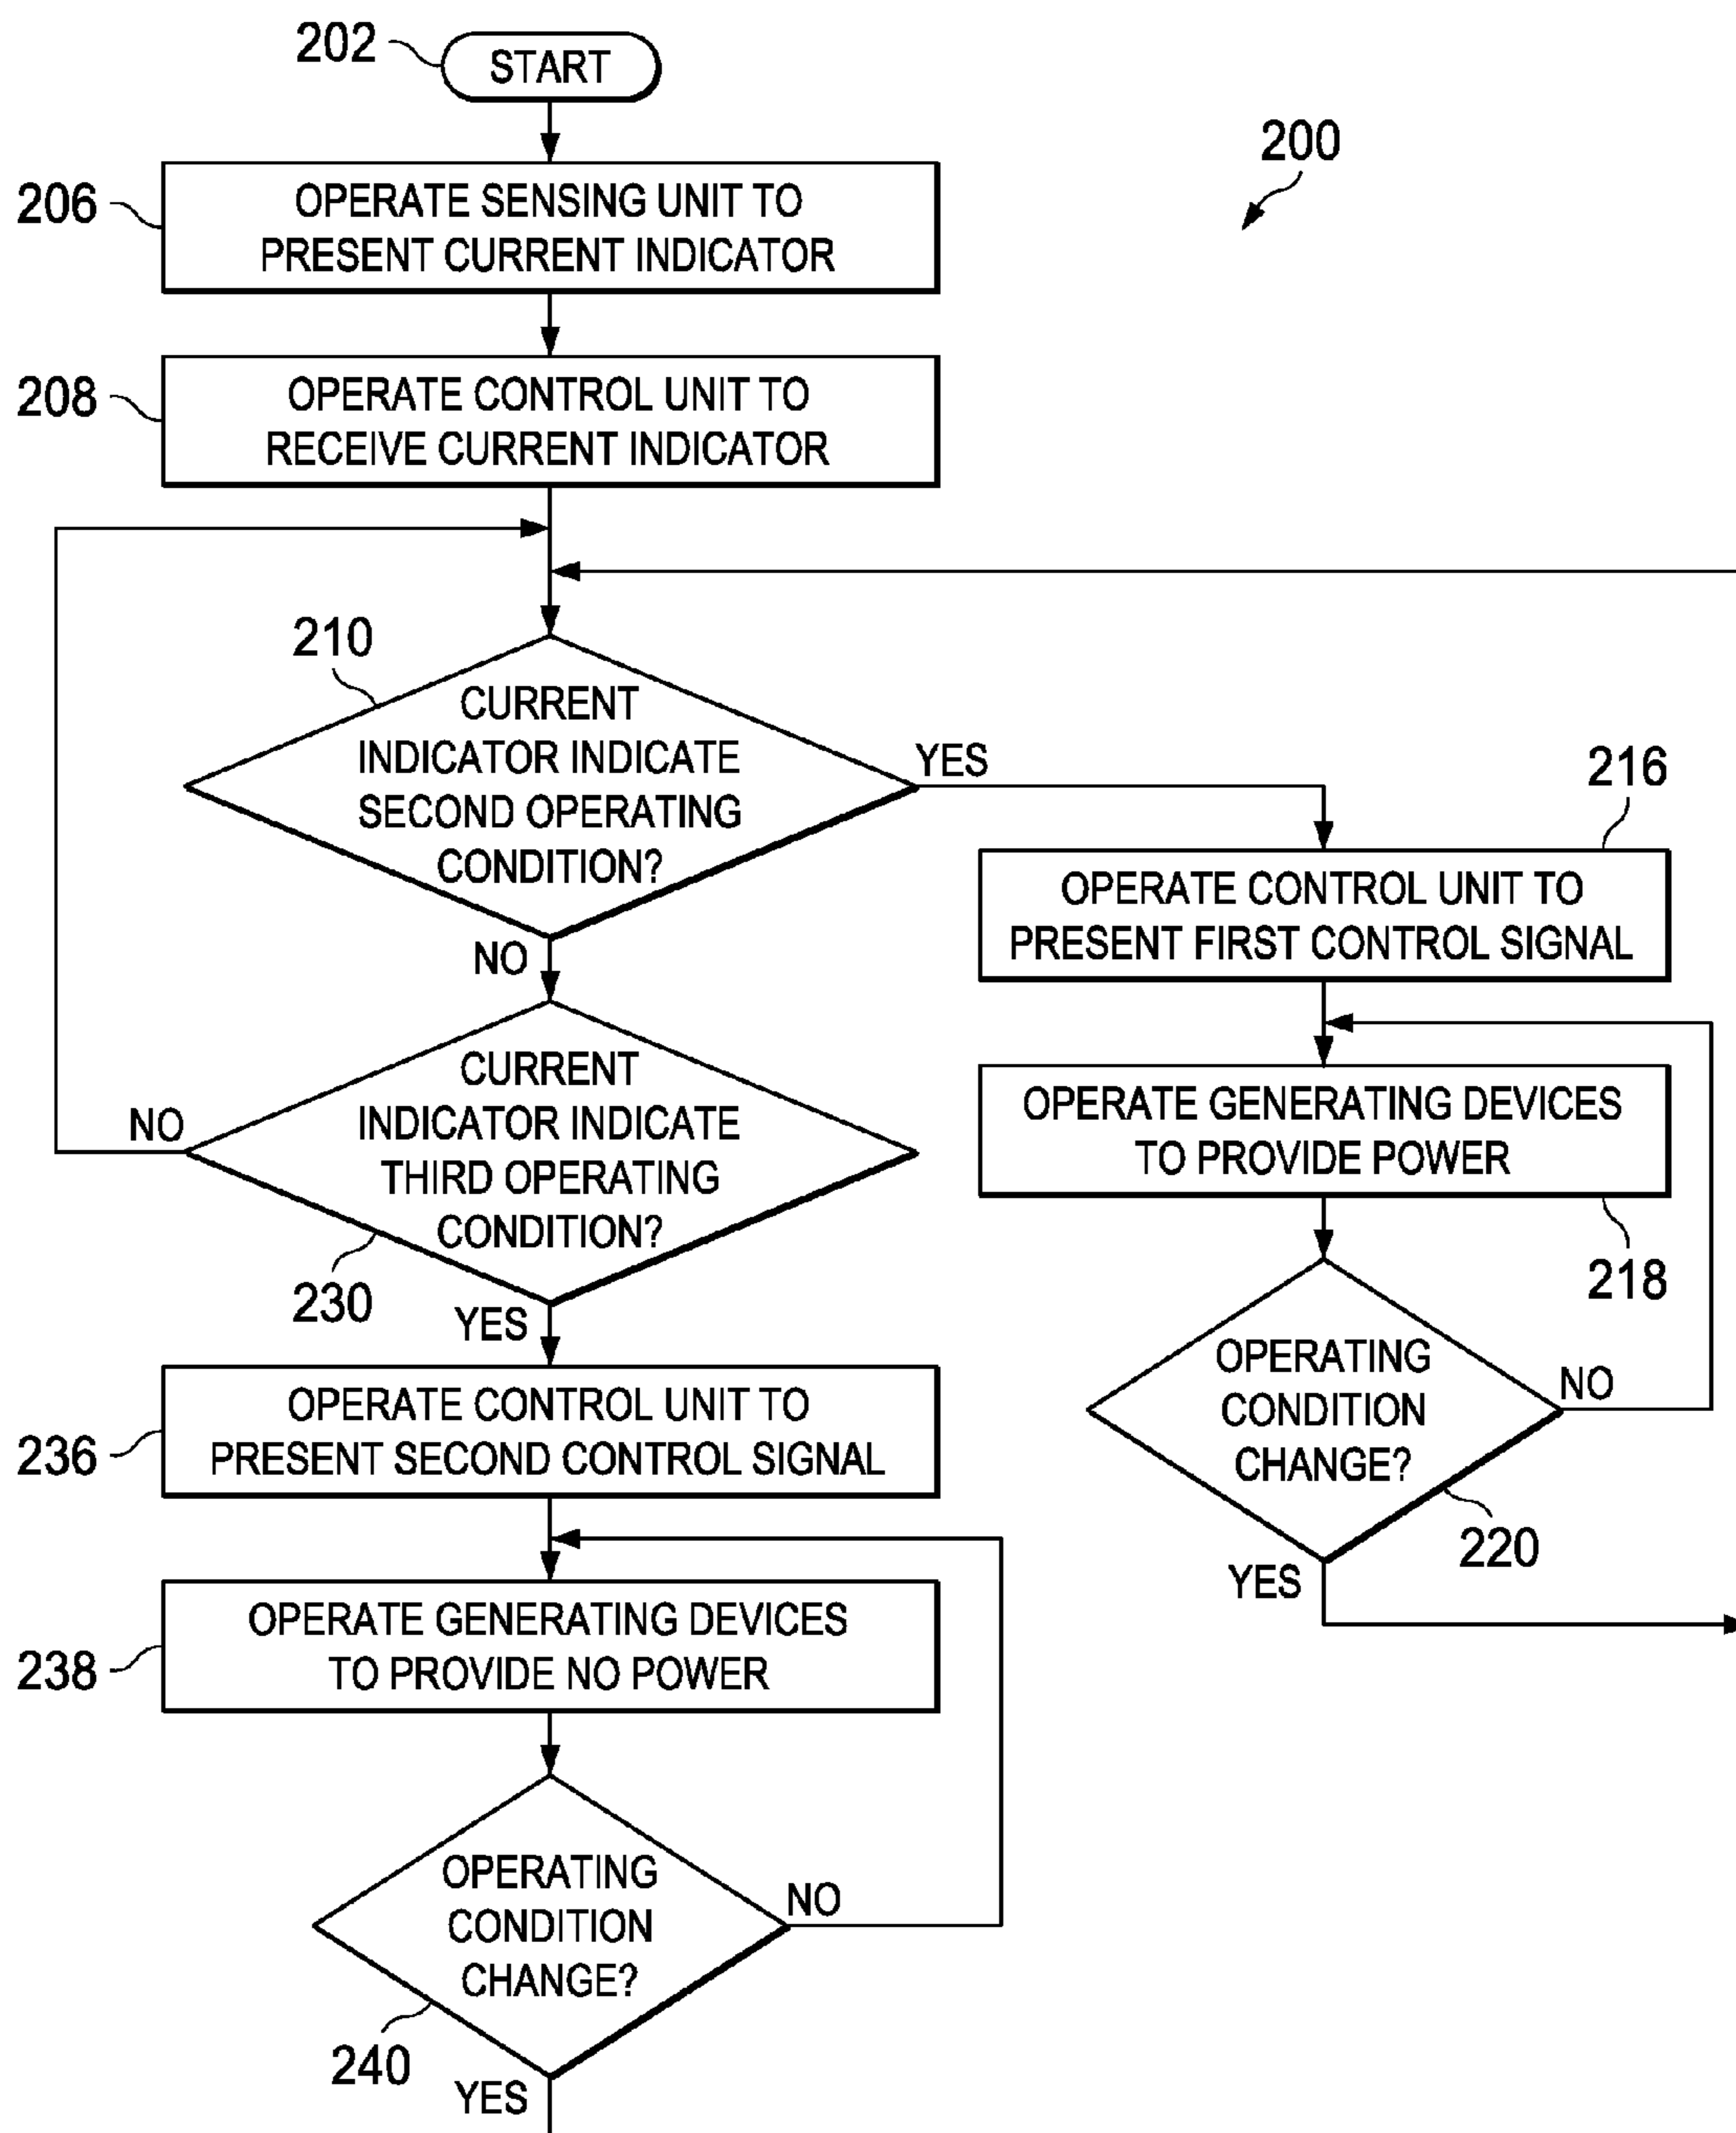 202
START
200
206
OPERATE SENSING UNIT TO
PRESENT CURRENT INDICATOR
208
OPERATE CONTROL UNIT TO
RECEIVE CURRENT INDICATOR
210
CURRENT
INDICATOR INDICATE
SECOND OPERATING
CONDITION?
YES
NO
216
OPERATE CONTROL UNIT TO
PRESENT FIRST CONTROL SIGNAL
OPERATE GENERATING DEVICES
TO PROVIDE POWER
218
OPERATING
CONDITION
CHANGE?
NO
220
YES
CURRENT
INDICATOR INDICATE
THIRD OPERATING
CONDITION?
NO
230
YES
236
OPERATE CONTROL UNIT TO
PRESENT SECOND CONTROL SIGNAL
238
OPERATE GENERATING DEVICES
TO PROVIDE NO POWER
OPERATING
CONDITION
CHANGE?
NO
240
YES